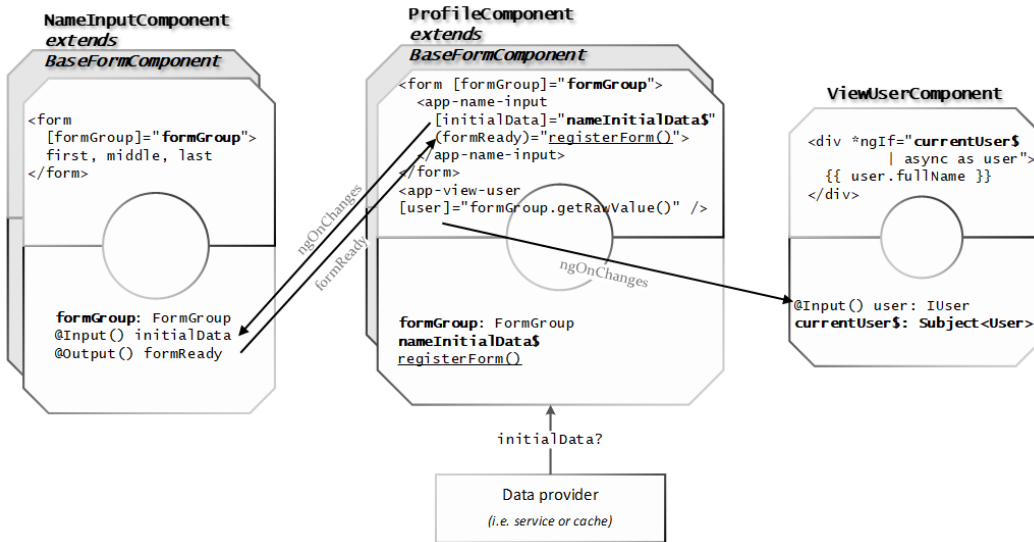 NameInputComponent
extends
BaseFormComponent
<form
[formGroup]="formGroup">
first, middle, last
</form>
formGroup: FormGroup
@Input() initialData
@Output() formReady
ngOnChanges
formReady
ProfileComponent
extends
BaseFormComponent
<form [formGroup]="formGroup">
<app-name-input
[initialData]="nameInitialData$"
(formReady)="registerForm()">
</app-name-input>
</form>
<app-view-user
[user]="formGroup.getRawValue()" />
formGroup: FormGroup
nameInitialData$
registerForm()
ngOnChanges
ViewUserComponent
<div *ngIf="currentUser$
| async as user">
{{ user.fullName }}
</div>
@Input() user: IUser
currentUser$: Subject<User>
initialData?
Data provider
(i.e. service or cache)